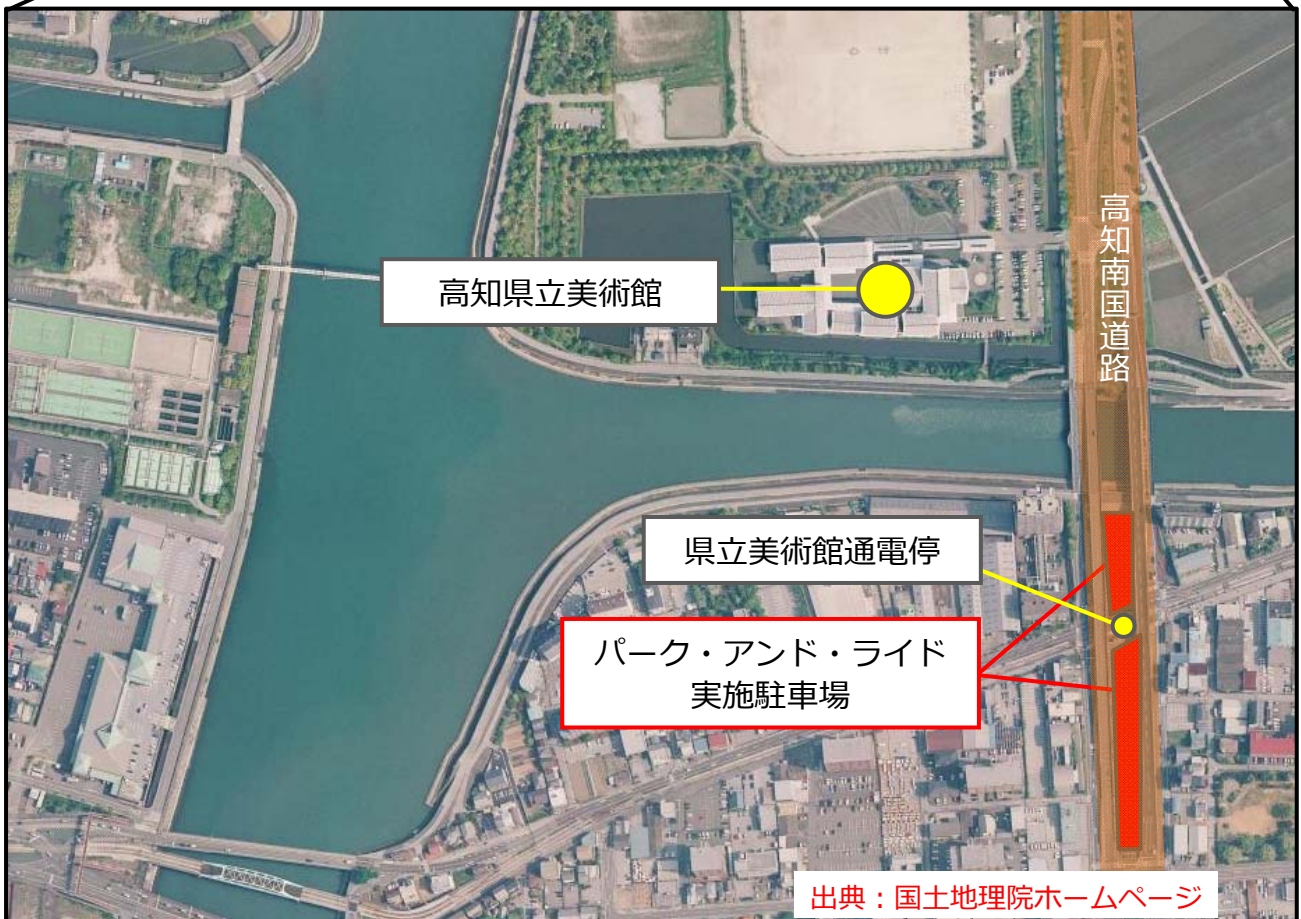 高知県立美術館
高知南国道路
県立美術館通電停
パーク・アンド・ライド
実施駐車場
出典：国土地理院ホームページ